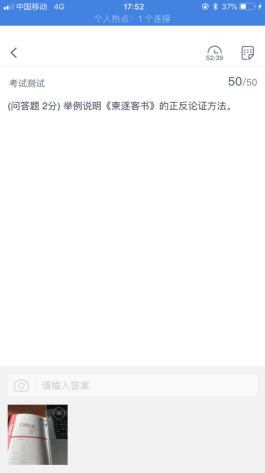 中国移动 4G 17:52 37%
个人热点：1 个连接
52:39
考试测试 50/50
(问答题 2分) 举例说明《柬逐客书》的正反论证方法。
请输入答案